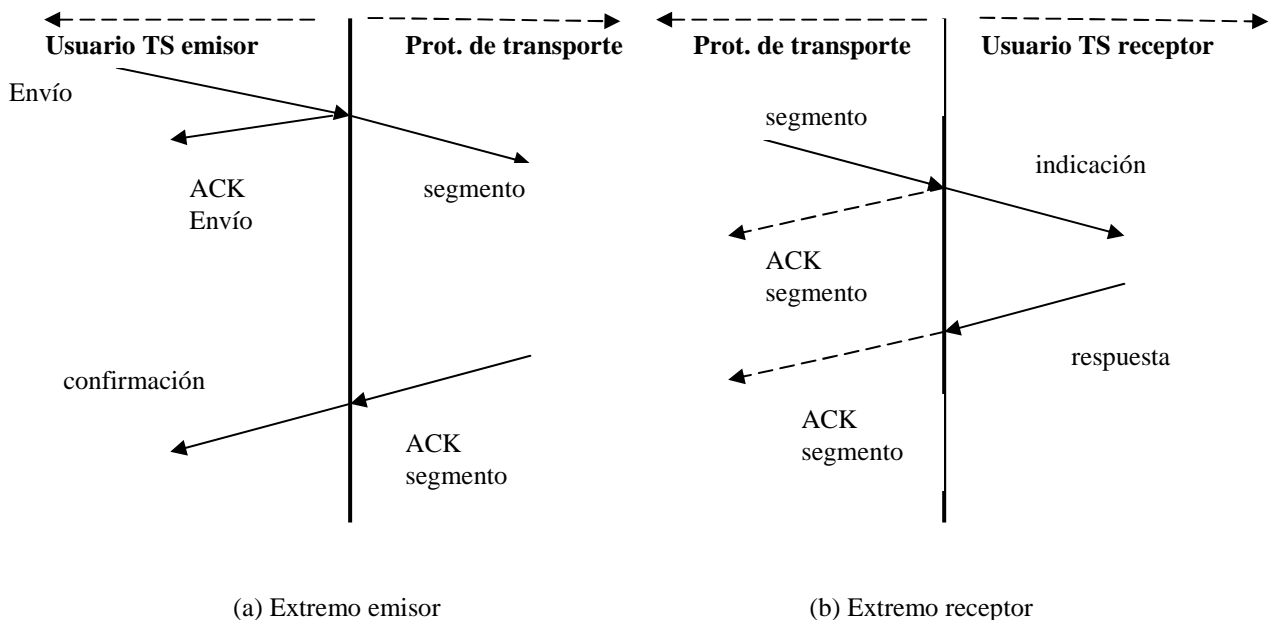 Usuario TS emisor
Prot. de transporte
Envío
ACK
Envío
segmento
confirmación
ACK
segmento
(a) Extremo emisor
Prot. de transporte
Usuario TS receptor
segmento
indicación
ACK
segmento
respuesta
ACK
segmento
(b) Extremo receptor